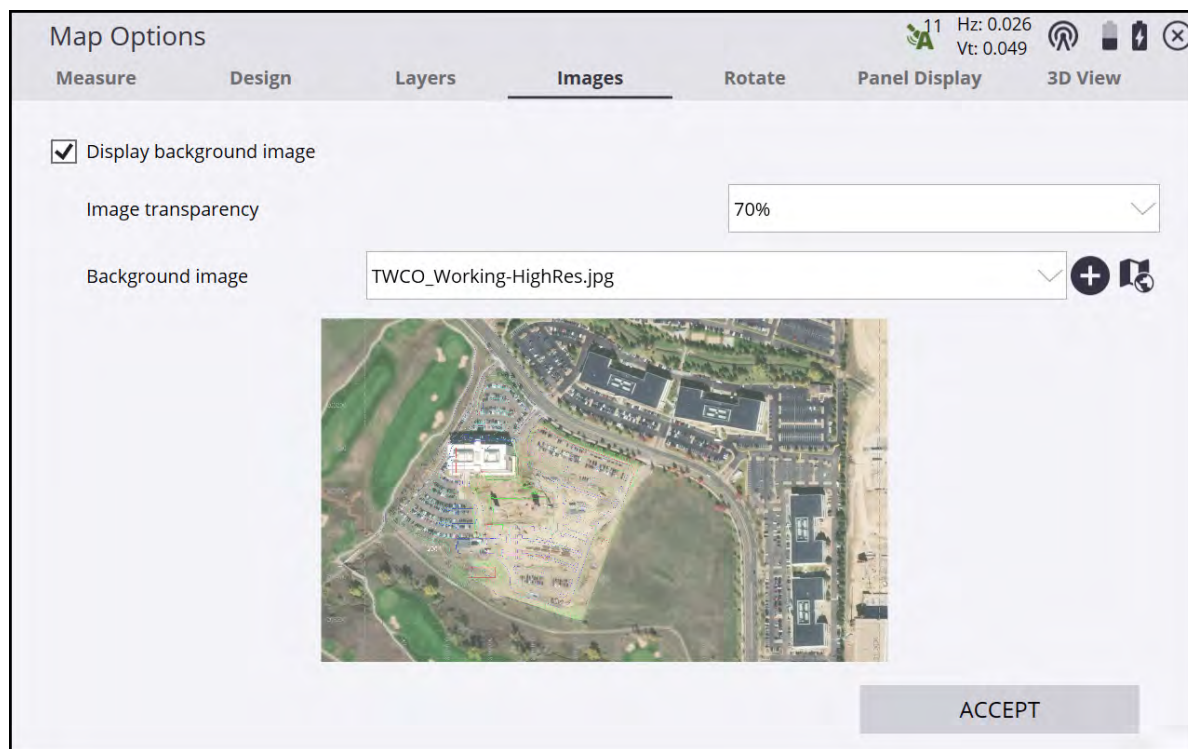 Map Options
11
Hz: 0.026
Vt: 0.049
Measure Design Layers Images Rotate Panel Display 3D View
Display background image
Image transparency 70%
Background image TWCO_Working-HighRes.jpg
ACCEPT